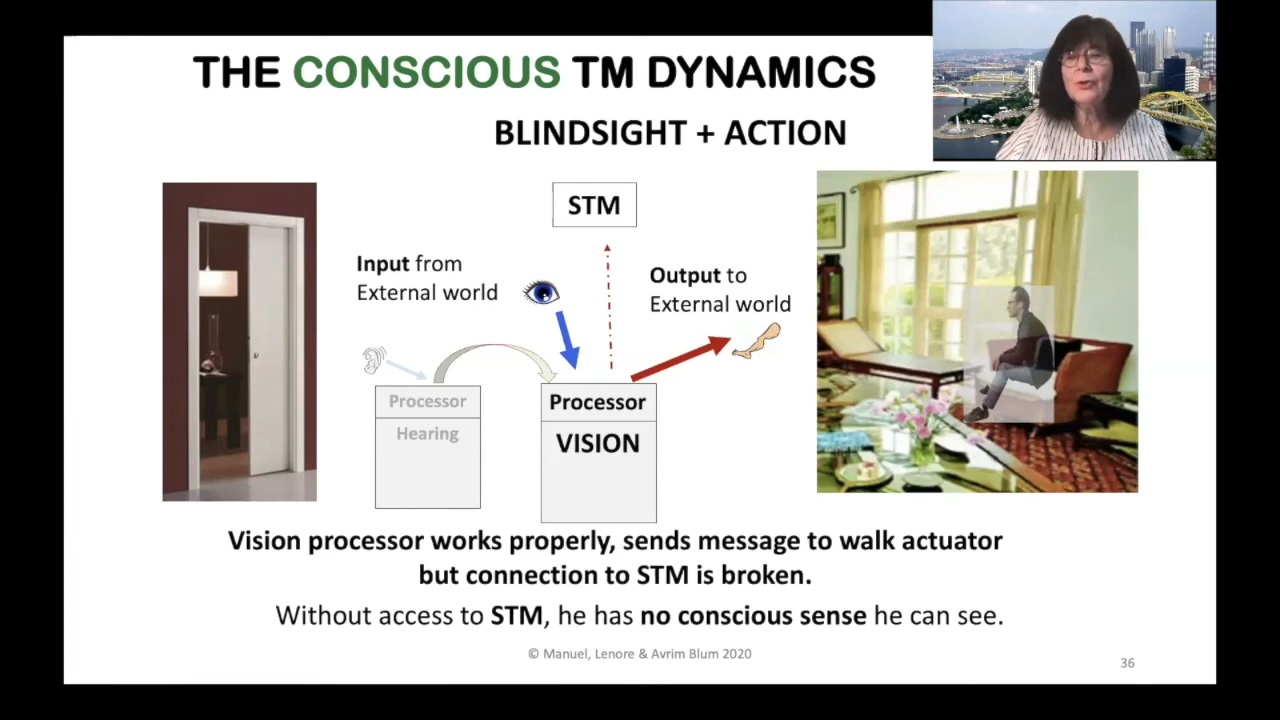 THE CONSCIOUS TM DYNAMICS
BLINDSIGHT + ACTION
STM
Input from
External world
Output to
External world
Processor
Hearing
Processor
VISION
Vision processor works properly, sends message to walk actuator
but connection to STM is broken.
Without access to STM, he has no conscious sense he can see.
© Manuel, Lenore & Avrim Blum 2020
36